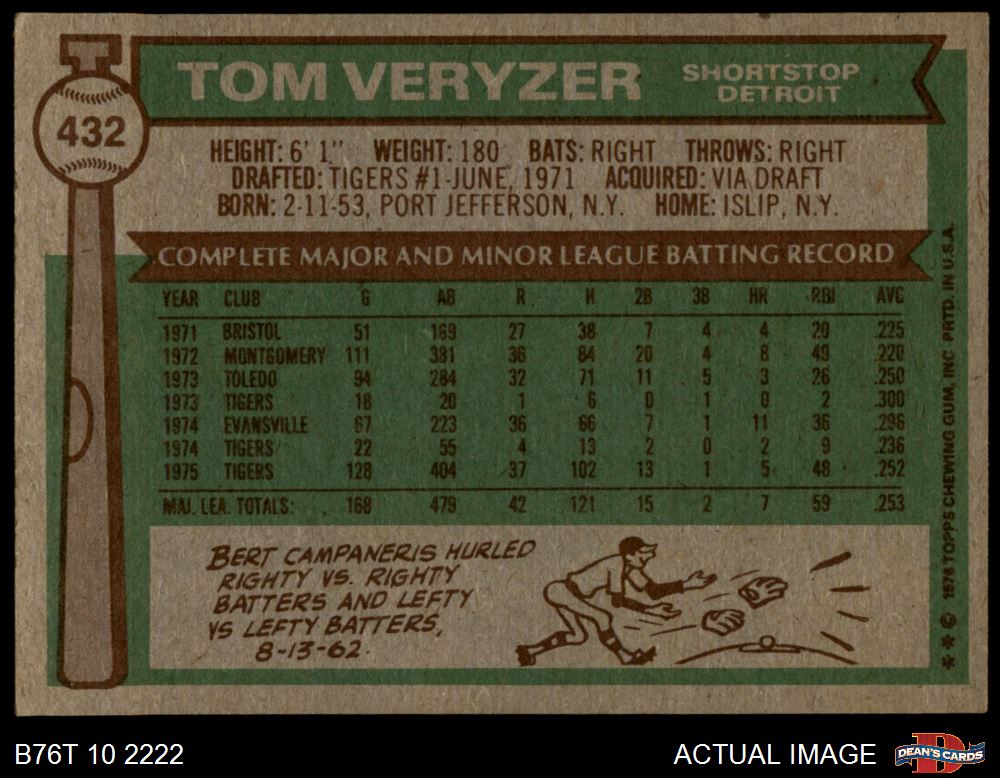 432
TOM VERYZER
SHORTSTOP
DETROIT
HEIGHT: 6' 1" WEIGHT: 180 BATS: RIGHT THROWS: RIGHT
DRAFTED: TIGERS #1-JUNE, 1971 ACQUIRED: VIA DRAFT
BORN: 2-11-53, PORT JEFFERSON, N.Y. HOME: ISLIP, N.Y.
COMPLETE MAJOR AND MINOR LEAGUE BATTING RECORD
YEAR CLUB G AB R H 2B 3B HR RBI AVG
1971 BRISTOL 51 169 27 38 7 4 4 20 .225
1972 MONTGOMERY 111 381 36 84 20 4 8 49 .220
1973 TOLEDO 94 284 32 71 11 5 3 26 .250
1973 TIGERS 18 20 1 6 0 1 0 2 .300
1974 EVANSVILLE 67 223 36 66 7 1 11 36 .296
1974 TIGERS 22 55 4 13 2 0 2 9 .236
1975 TIGERS 128 404 37 102 13 1 5 48 .252
MAJ. LEA. TOTALS: 168 479 42 121 15 2 7 59 .253
BERT CAMPANERIS HURLED
RIGHTY VS. RIGHTY
BATTERS AND LEFTY
VS LEFTY BATTERS,
8-13-62.
** © 1976 TOPPS CHEWING GUM, INC. PRTD. IN U.S.A.
B76T 10 2222
ACTUAL IMAGE
DEAN'S CARDS